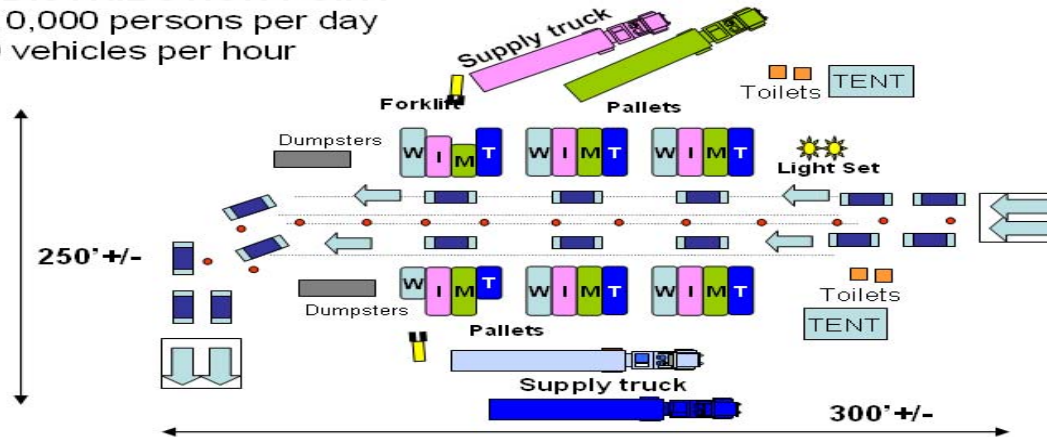 0,000 persons per day
vehicles per hour
Supply truck
Forklift
Pallets
Toilets
TENT
Dumpsters
W I M T
W I M T
W I M T
Light Set
250'+/-
W I M T
W I M T
W I M T
Dumpsters
Toilets
TENT
Pallets
Supply truck
300'+/-